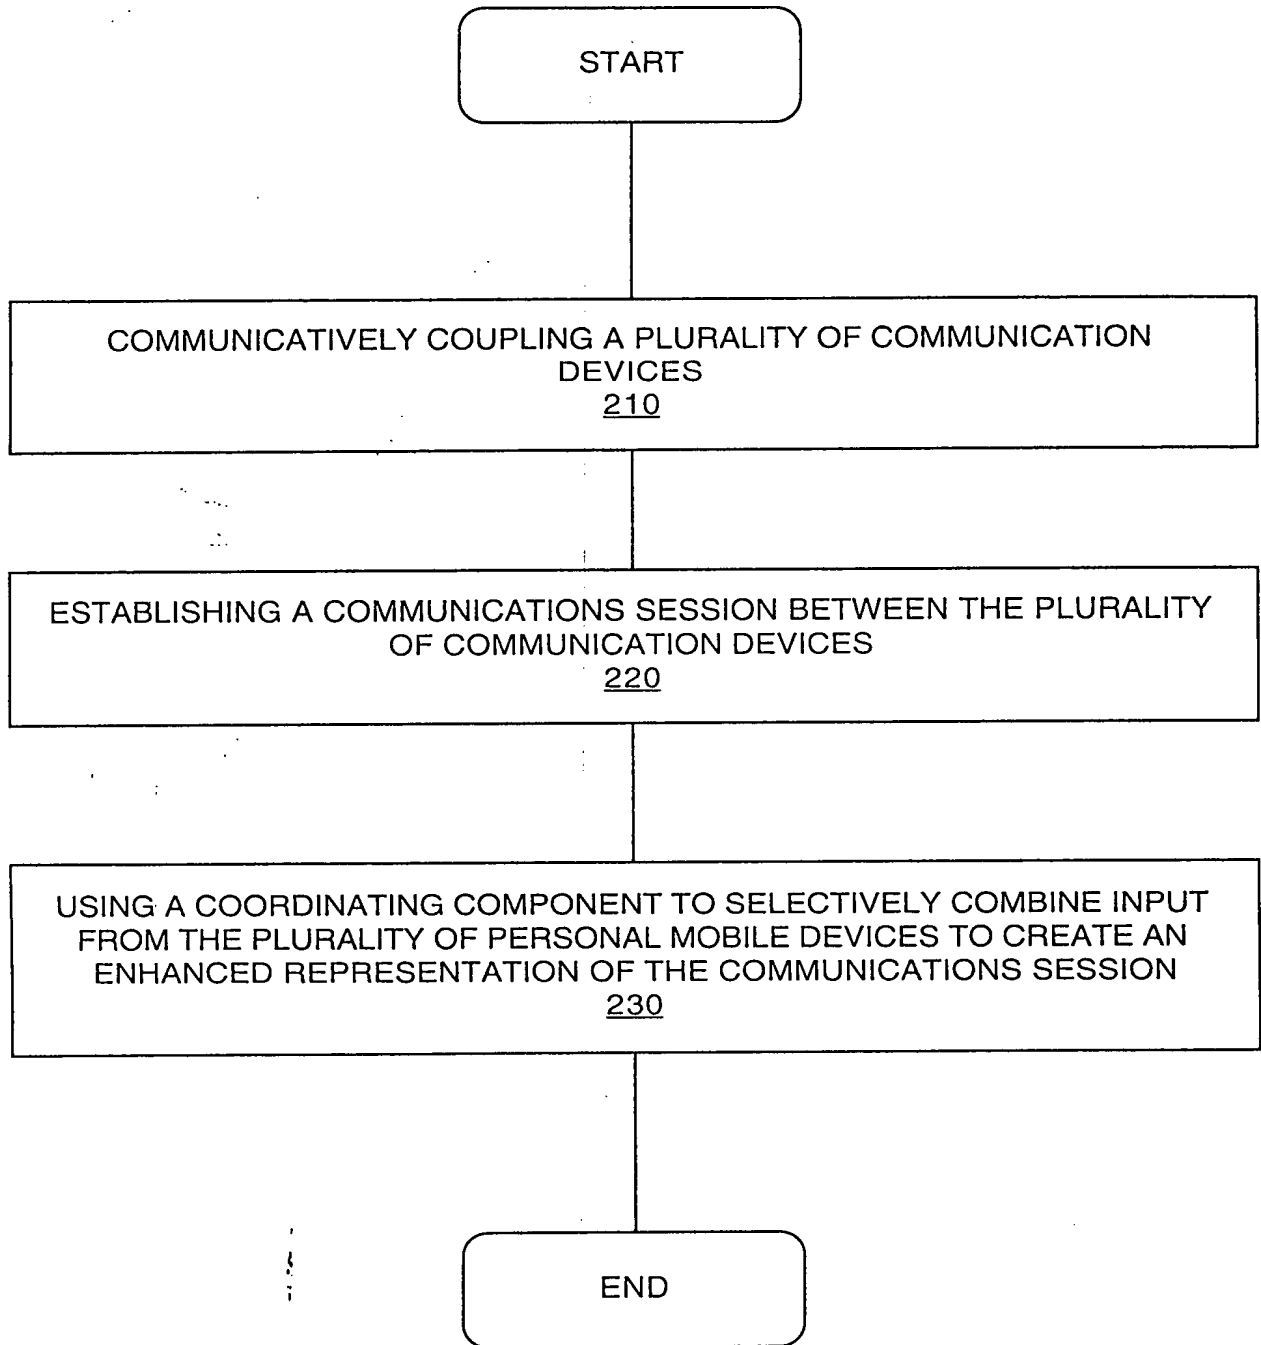 START
COMMUNICATIVELY COUPLING A PLURALITY OF COMMUNICATION
DEVICES
210
ESTABLISHING A COMMUNICATIONS SESSION BETWEEN THE PLURALITY
OF COMMUNICATION DEVICES
220
USING A COORDINATING COMPONENT TO SELECTIVELY COMBINE INPUT
FROM THE PLURALITY OF PERSONAL MOBILE DEVICES TO CREATE AN
ENHANCED REPRESENTATION OF THE COMMUNICATIONS SESSION
230
END